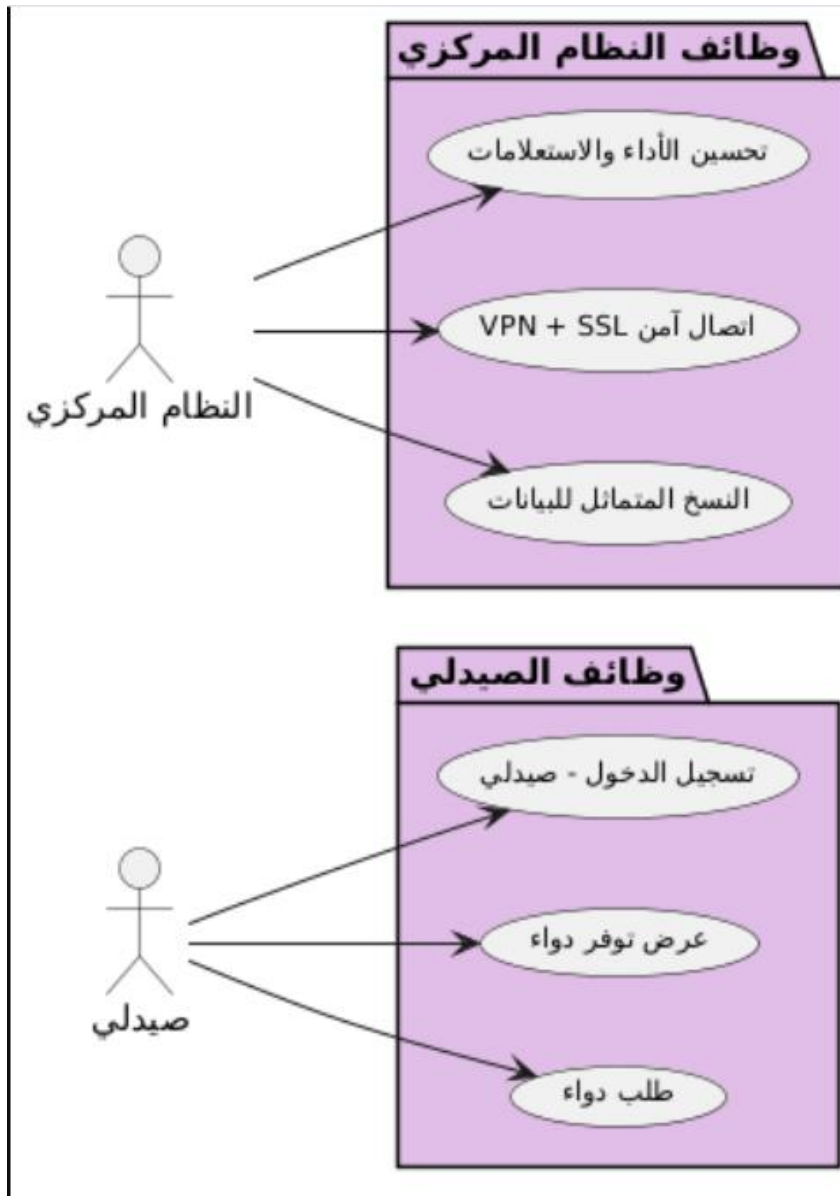 وظائف النظام المركزي
تحسين الأداء والاستعلامات
اتصال آمن VPN + SSL
النسخ المتماثل للبيانات
النظام المركزي
وظائف الصيدلي
تسجيل الدخول - صيدلي
عرض توفر دواء
طلب دواء
صيدلي